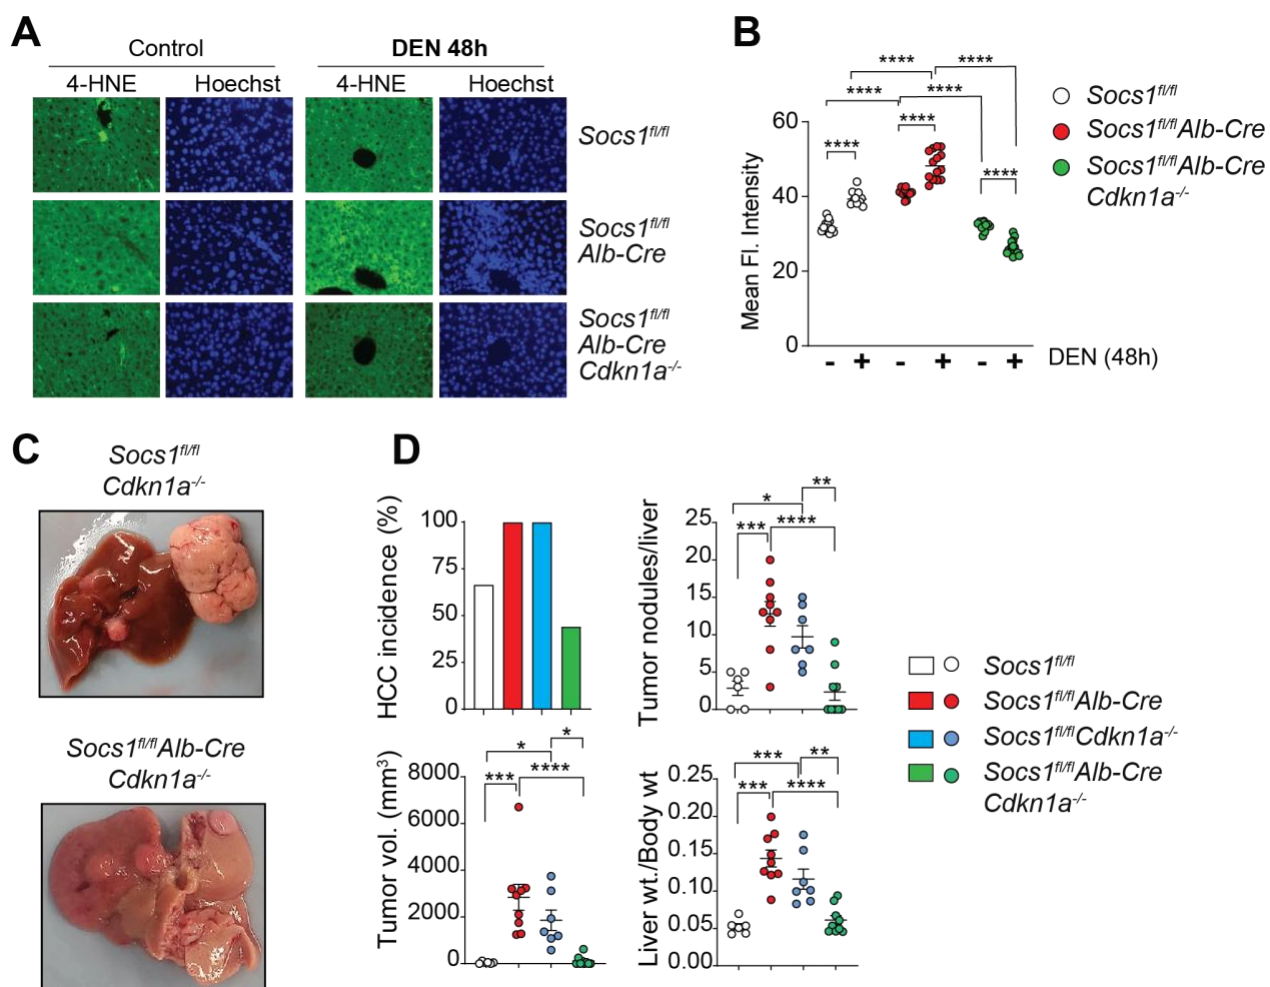 A
Control
DEN 48h
4-HNE
Hoechst
4-HNE
Hoechst
Socs1fl/fl
Socs1fl/fl
Alb-Cre
Socs1fl/fl
Alb-Cre
Cdkn1a-/-
B
****
****
****
****
****
****
****
60
40
20
0
Mean Fl. Intensity
- + - + - + DEN (48h)
Socs1fl/fl
Socs1fl/flAlb-Cre
Socs1fl/flAlb-Cre
Cdkn1a-/-
C
Socs1fl/fl
Cdkn1a-/-
Socs1fl/flAlb-Cre
Cdkn1a-/-
D
HCC incidence (%)
100
75
50
25
0
Tumor nodules/liver
**
*
***
****
25
20
15
10
5
0
Tumor vol. (mm3)
*
*
***
****
8000
6000
4000
2000
0
Liver wt./Body wt
***
**
***
****
0.25
0.20
0.15
0.10
0.05
0.00
Socs1fl/fl
Socs1fl/flAlb-Cre
Socs1fl/flCdkn1a-/-
Socs1fl/flAlb-Cre
Cdkn1a-/-